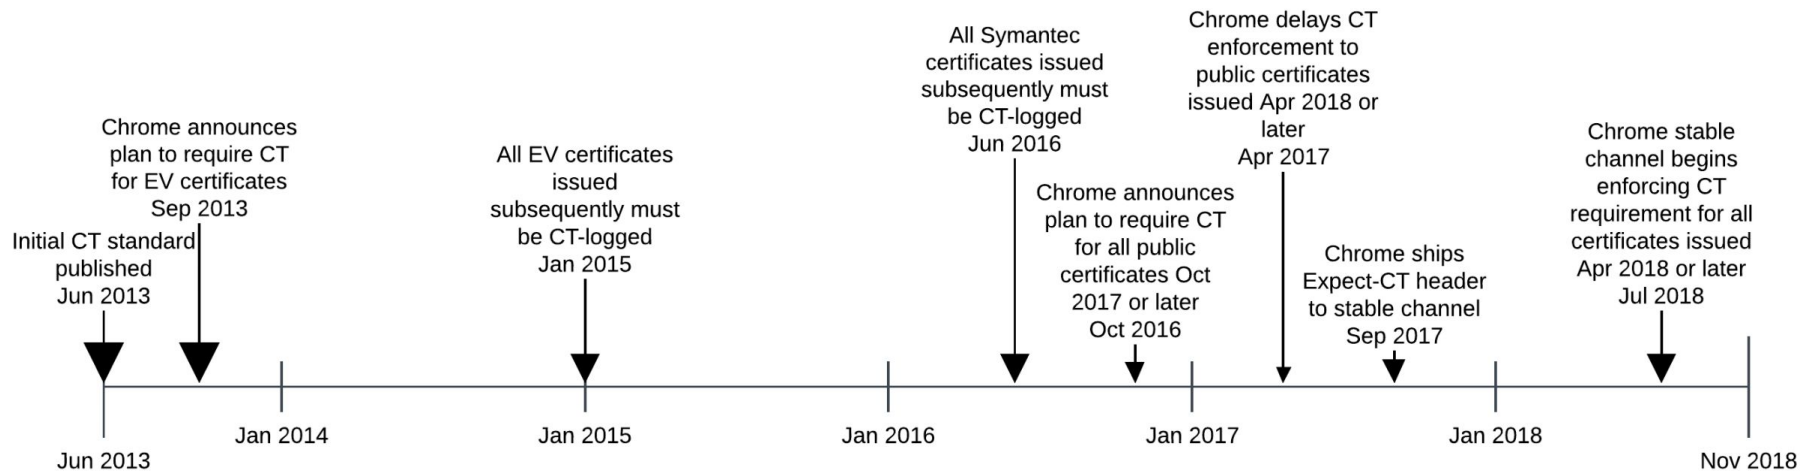 Initial CT standard
published
Jun 2013
Chrome announces
plan to require CT
for EV certificates
Sep 2013
All EV certificates
issued
subsequently must
be CT-logged
Jan 2015
All Symantec
certificates issued
subsequently must
be CT-logged
Jun 2016
Chrome announces
plan to require CT
for all public
certificates Oct
2017 or later
Oct 2016
Chrome delays CT
enforcement to
public certificates
issued Apr 2018 or
later
Apr 2017
Chrome ships
Expect-CT header
to stable channel
Sep 2017
Chrome stable
channel begins
enforcing CT
requirement for all
certificates issued
Apr 2018 or later
Jul 2018
Jun 2013
Jan 2014
Jan 2015
Jan 2016
Jan 2017
Jan 2018
Nov 2018